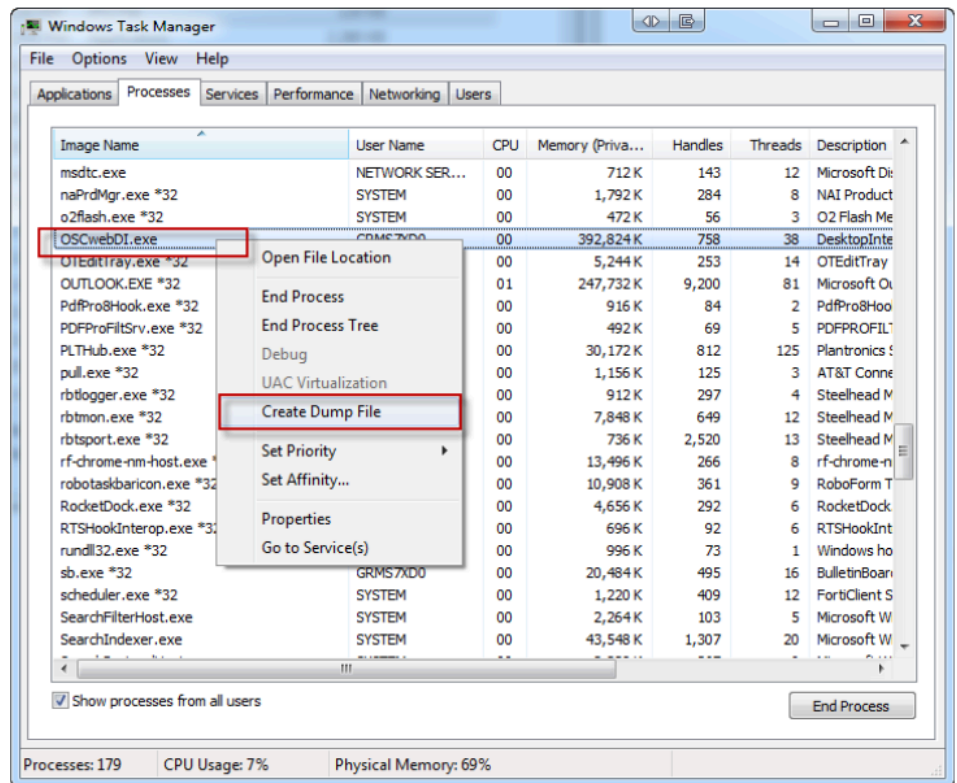 Windows Task Manager
File Options View Help
Applications Processes Services Performance Networking Users
Image Name User Name CPU Memory (Priva... Handles Threads Description
msdtc.exe NETWORK SER... 00 712 K 143 12 Microsoft Dis
naPrdMgr.exe *32 SYSTEM 00 1,792 K 284 8 NAI Product
o2flash.exe *32 SYSTEM 00 472 K 56 3 O2 Flash Me
OSCwebDI.exe GRMS7XD0 00 392,824 K 758 38 DesktopInte
OTEditTray.exe *32 00 5,244 K 253 14 OTEditTray
OUTLOOK.EXE *32 01 247,732 K 9,200 81 Microsoft Ou
PdfPro8Hook.exe *32 00 916 K 84 2 PdfPro8Hoo
PDFProFiltSrv.exe *32 00 492 K 69 5 PDFPROFILT
PLTHub.exe *32 00 30,172 K 812 125 Plantronics S
pull.exe *32 00 1,156 K 125 3 AT&T Conne
rbtlogger.exe *32 00 912 K 297 4 Steelhead M
rbtmon.exe *32 00 7,848 K 649 12 Steelhead M
rbtsport.exe *32 00 736 K 2,520 13 Steelhead M
rf-chrome-nm-host.exe * 00 13,496 K 266 8 rf-chrome-n
robotaskbaricon.exe *32 00 10,908 K 361 9 RoboForm T
RocketDock.exe *32 00 4,656 K 292 6 RocketDock
RTSHookInterop.exe *32 00 696 K 92 6 RTSHookInt
rundll32.exe *32 00 996 K 73 1 Windows ho
sb.exe *32 GRMS7XD0 00 20,484 K 495 16 BulletinBoar
scheduler.exe *32 SYSTEM 00 1,220 K 409 12 FortiClient S
SearchFilterHost.exe SYSTEM 00 2,264 K 103 5 Microsoft W
SearchIndexer.exe SYSTEM 00 43,548 K 1,307 20 Microsoft W
Open File Location
End Process
End Process Tree
Debug
UAC Virtualization
Create Dump File
Set Priority
Set Affinity...
Properties
Go to Service(s)
Show processes from all users
End Process
Processes: 179 CPU Usage: 7% Physical Memory: 69%